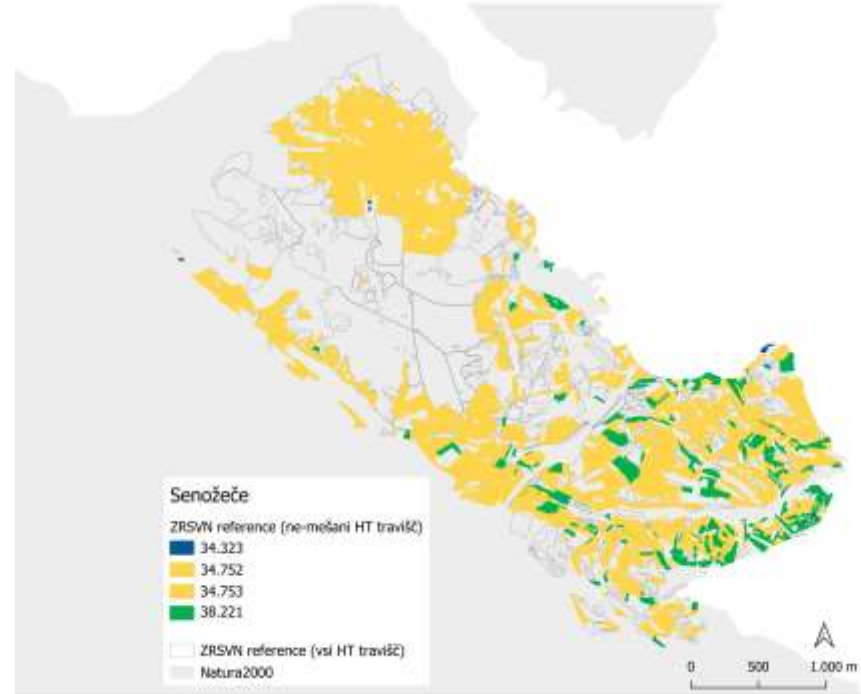 Senožeče
ZRSVN reference (ne-mešani HT travišč)
34.323
34.752
34.753
38.221
ZRSVN reference (vsi HT travišč)
Natura2000
0 500 1.000 m